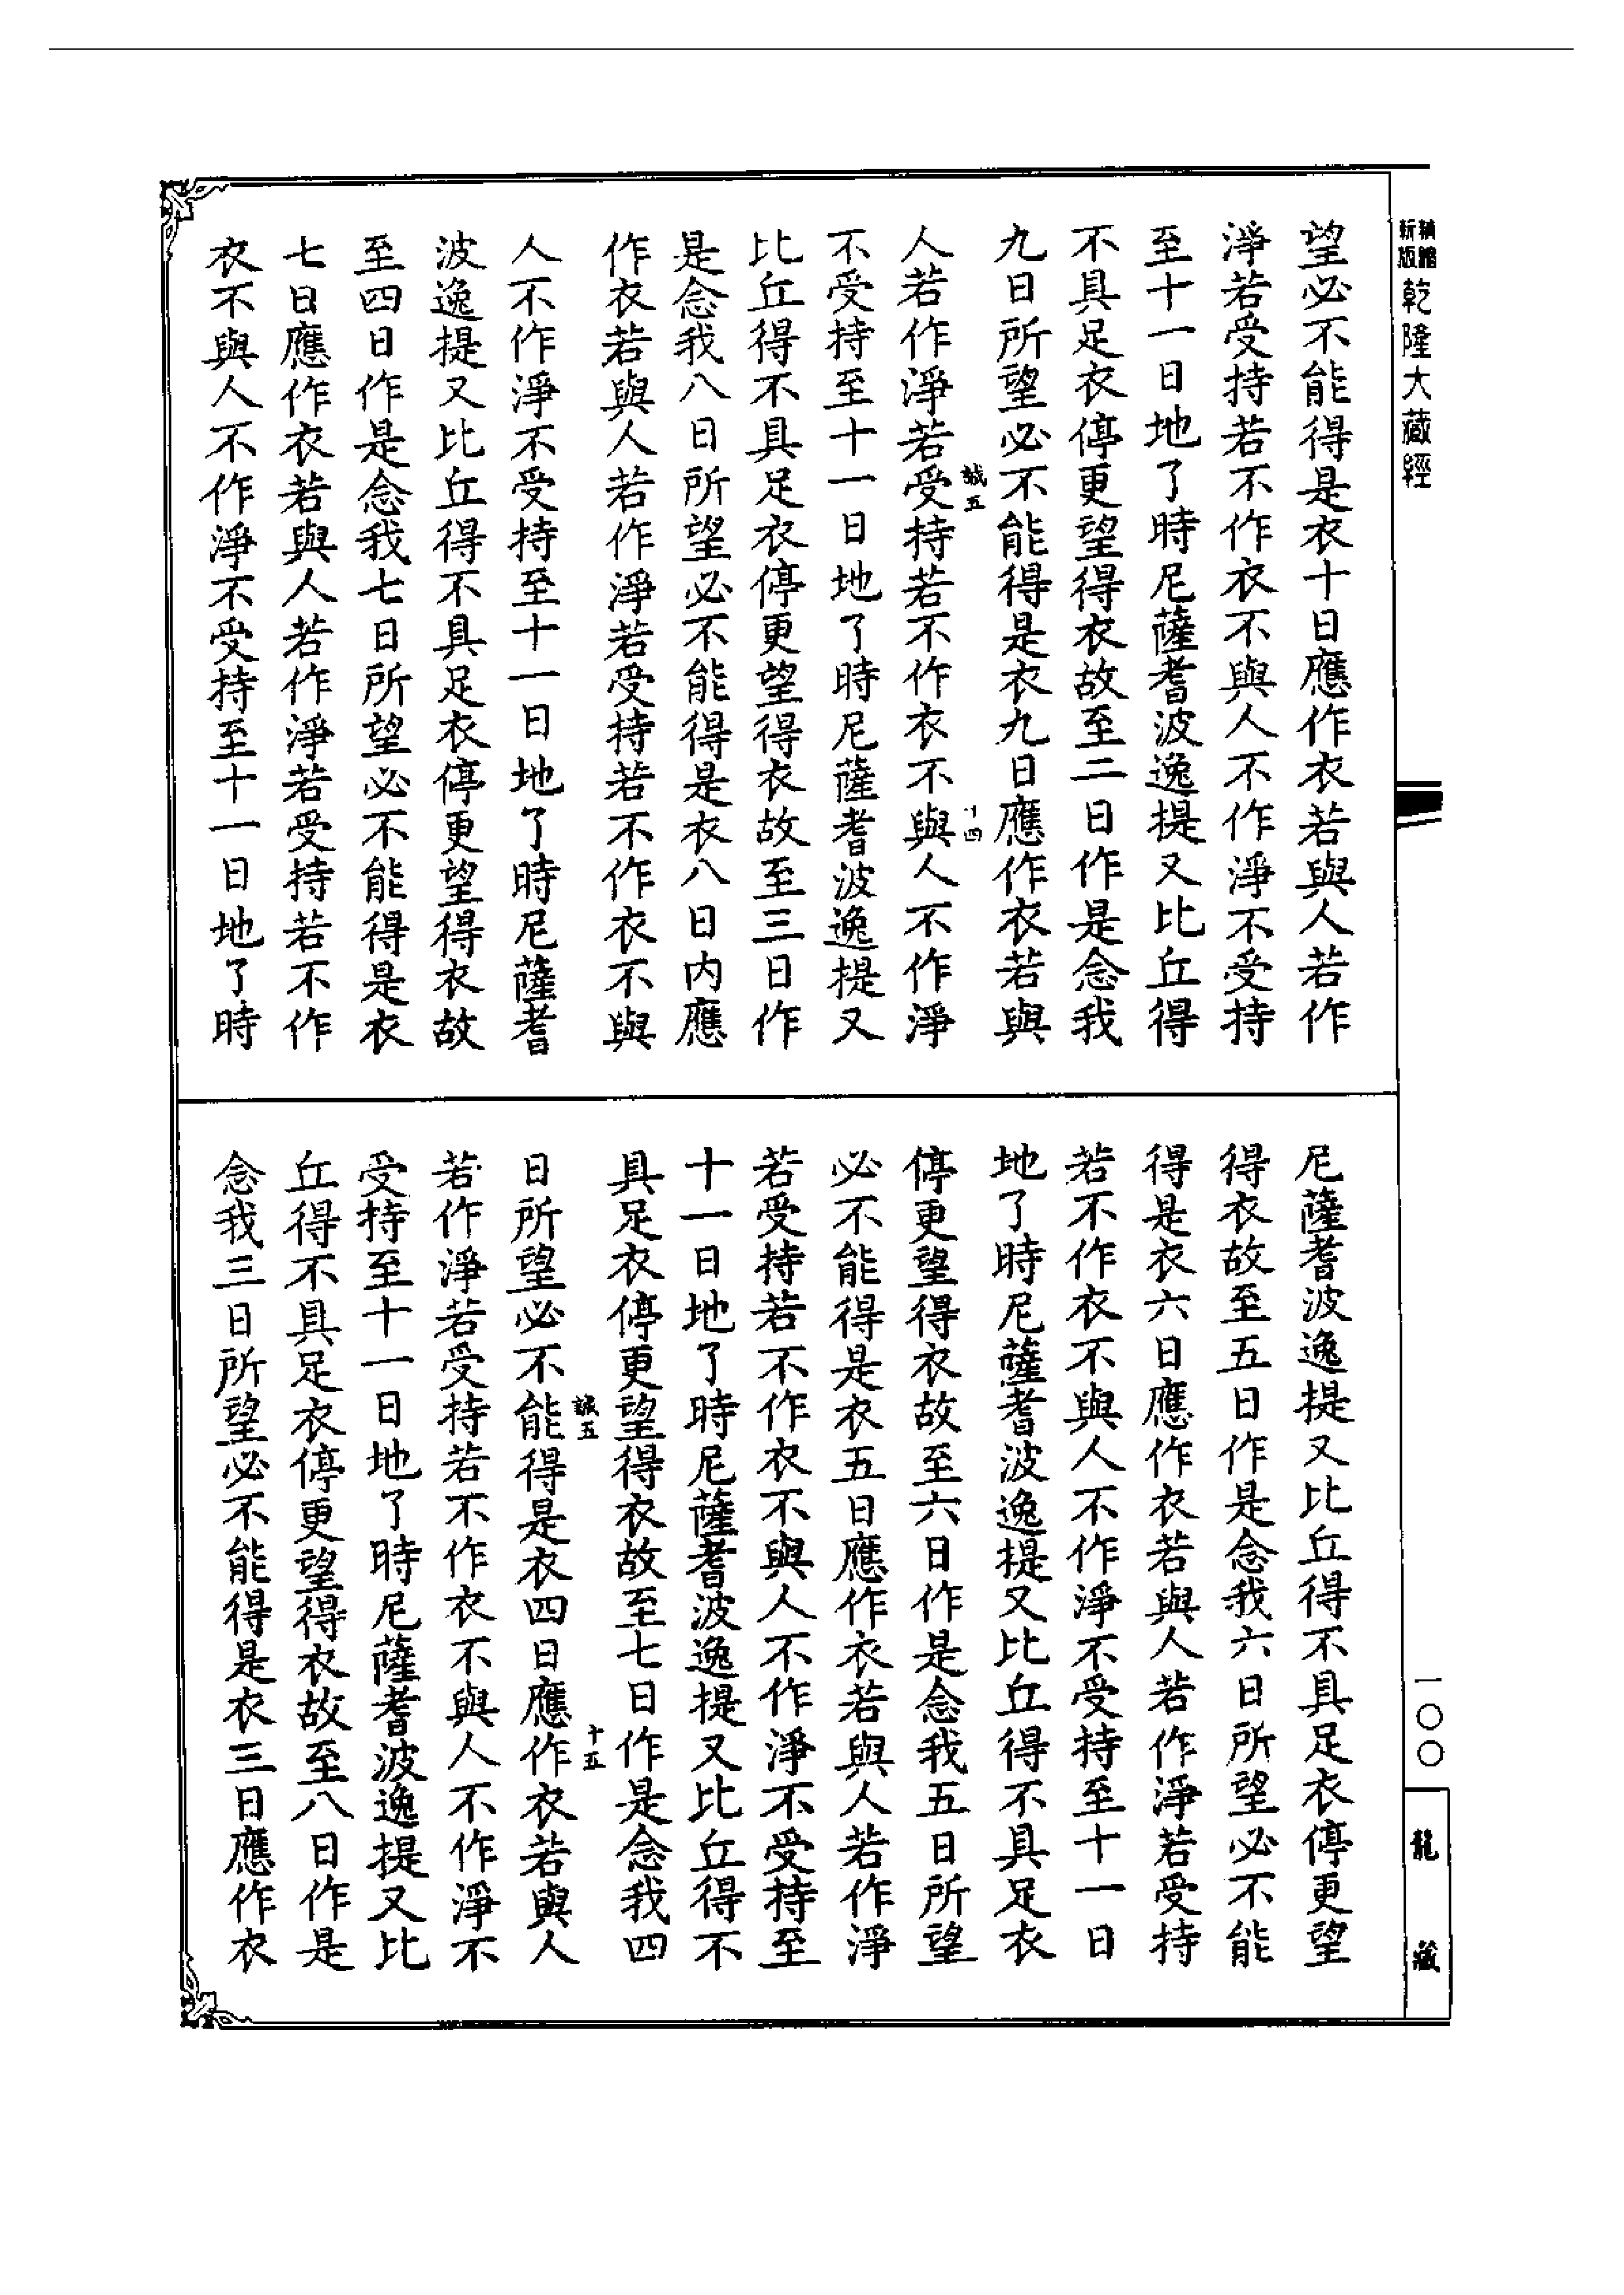 新版
精縮
乾隆大藏經
望必不能得是衣十日應作衣若與人若作
淨若受持若不作衣不與人不作淨不受持
至十一日地了時尼薩耆波逸提又比丘得
不具足衣停更望得衣故至二日作是念我
九日所望必不能得是衣九日應作衣若與
誠五
十四
人若作淨若受持若不作衣不與人不作淨
不受持至十一日地了時尼薩耆波逸提又
比丘得不具足衣停更望得衣故至三日作
是念我八日所望必不能得是衣八日內應
作衣若與人若作淨若受持若不作衣不與
人不作淨不受持至十一日地了時尼薩耆
波逸提又比丘得不具足衣停更望得衣故
至四日作是念我七日所望必不能得是衣
七日應作衣若與人若作淨若受持若不作
衣不與人不作淨不受持至十一日地了時
尼薩耆波逸提又比丘得不具足衣停更望
得衣故至五日作是念我六日所望必不能
得是衣六日應作衣若與人若作淨若受持
若不作衣不與人不作淨不受持至十一日
地了時尼薩耆波逸提又比丘得不具足衣
停更望得衣故至六日作是念我五日所望
必不能得是衣五日應作衣若與人若作淨
若受持若不作衣不與人不作淨不受持至
十一日地了時尼薩耆波逸提又比丘得不
具足衣停更望得衣故至七日作是念我四
誠五
十五
日所望必不能得是衣四日應作衣若與人
若作淨若受持若不作衣不與人不作淨不
受持至十一日地了時尼薩耆波逸提又比
丘得不具足衣停更望得衣故至八日作是
念我三日所望必不能得是衣三日應作衣
一〇〇
龍藏